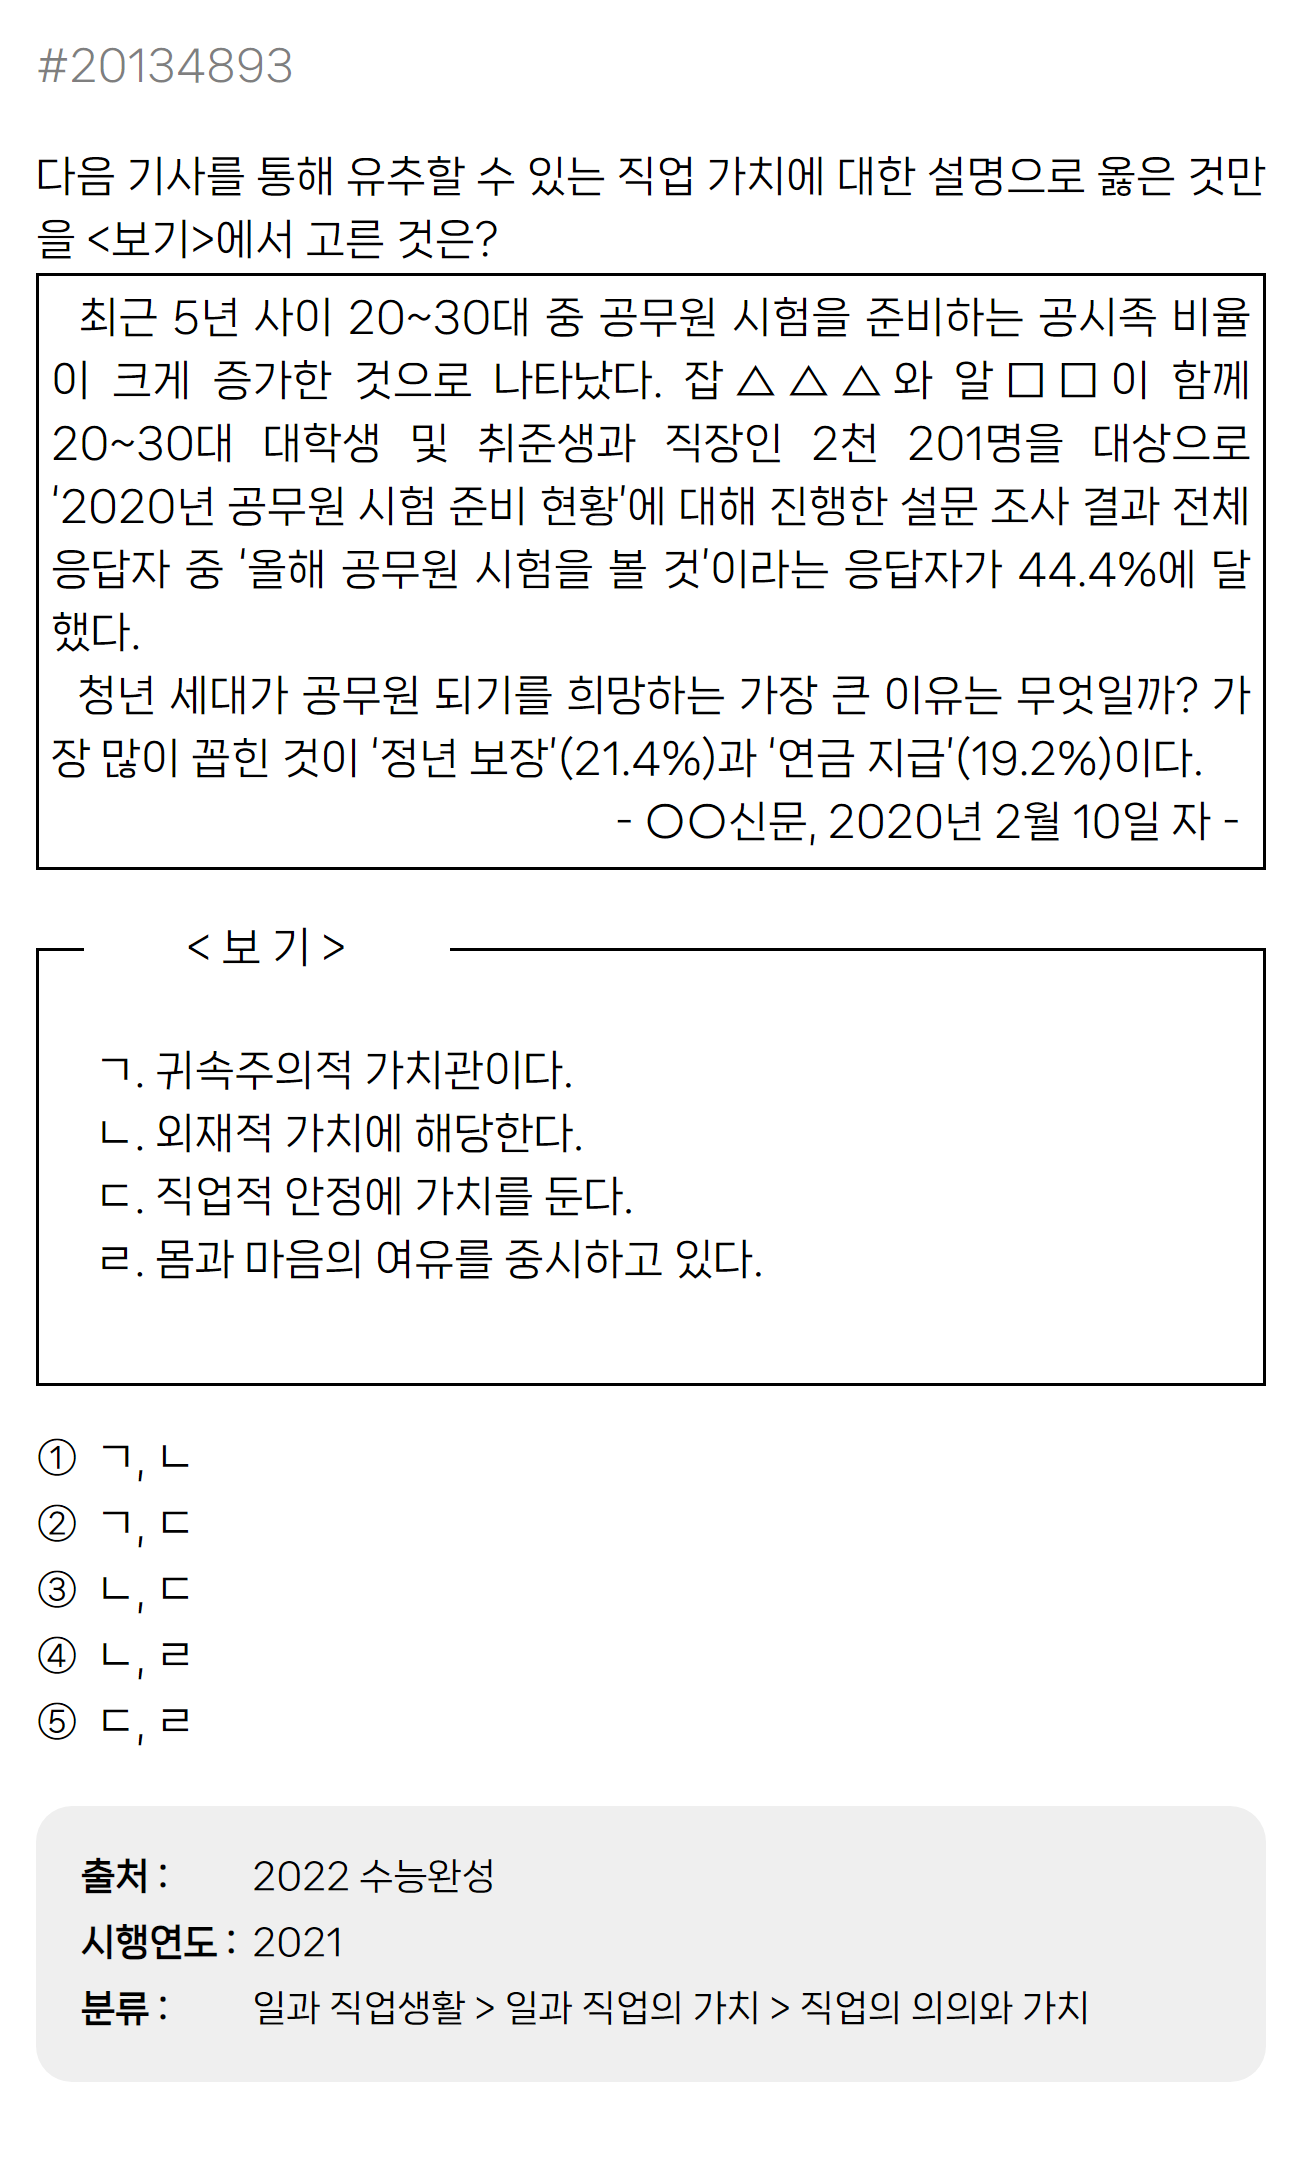 #20134893
다음 기사를 통해 유추할 수 있는 직업 가치에 대한 설명으로 옳은 것만
을 <보기>에서 고른 것은?
최근 5년 사이 20~30대 중 공무원 시험을 준비하는 공시족 비율
이 크게 증가한 것으로 나타났다. 잡△△△와 알□□이 함께
20~30대 대학생 및 취준생과 직장인 2천 201명을 대상으로
'2020년 공무원 시험 준비 현황'에 대해 진행한 설문 조사 결과 전체
응답자 중 '올해 공무원 시험을 볼 것'이라는 응답자가 44.4%에 달
했다.
청년 세대가 공무원 되기를 희망하는 가장 큰 이유는 무엇일까? 가
장 많이 꼽힌 것이 '정년 보장'(21.4%)과 '연금 지급'(19.2%)이다.
- ○○신문, 2020년 2월 10일 자 -
< 보 기 >
ㄱ. 귀속주의적 가치관이다.
ㄴ. 외재적 가치에 해당한다.
ㄷ. 직업적 안정에 가치를 둔다.
ㄹ. 몸과 마음의 여유를 중시하고 있다.
① ㄱ, ㄴ
② ㄱ, ㄷ
③ ㄴ, ㄷ
④ ㄴ, ㄹ
⑤ ㄷ, ㄹ
출처 : 2022 수능완성
시행연도 : 2021
분류 : 일과 직업생활 > 일과 직업의 가치 > 직업의 의의와 가치